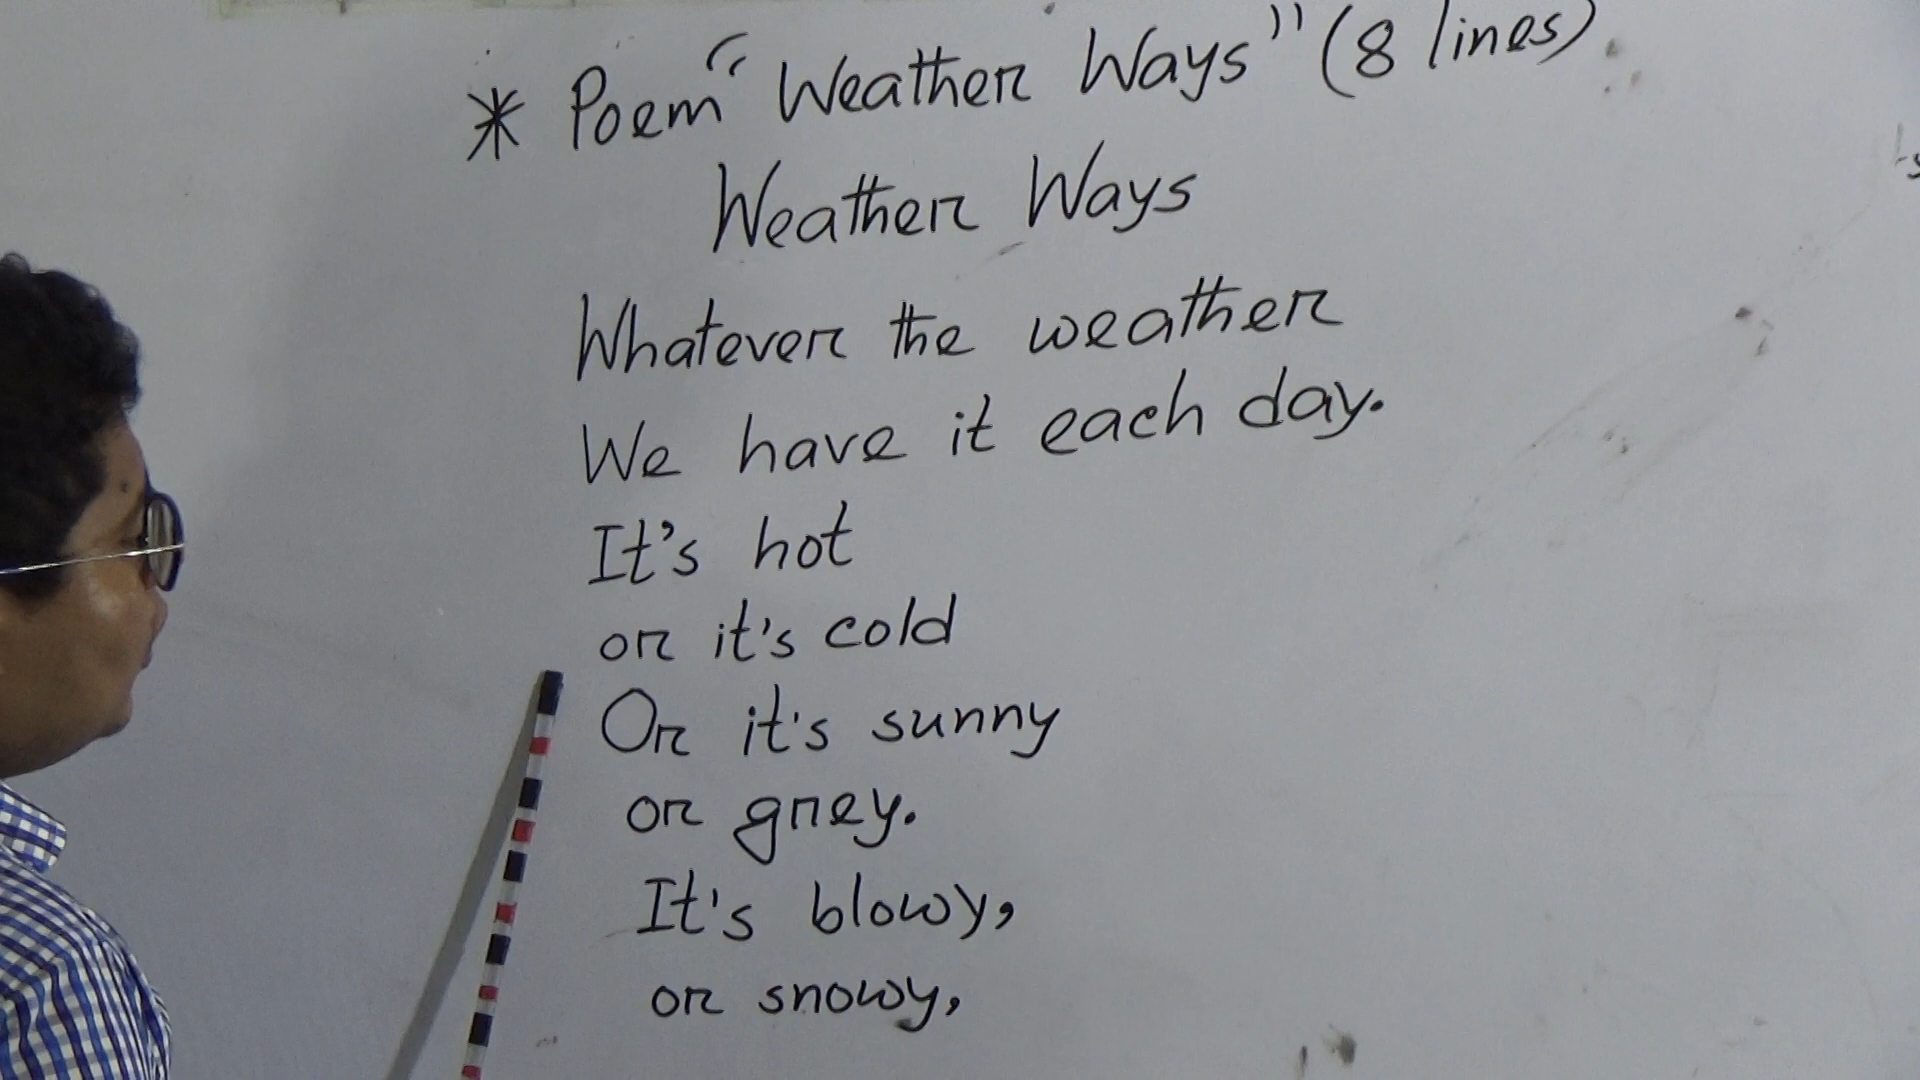 * Poem "Weather Ways" (8 lines)
Weather Ways
Whatever the weather
We have it each day.
It's hot
or it's cold
Or it's sunny
or grey.
It's blowy,
or snowy,